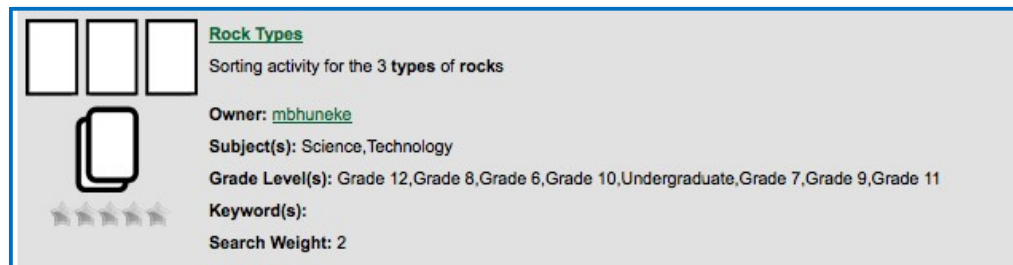 Rock Types
Sorting activity for the 3 types of rocks
Owner: mbhuneke
Subject(s): Science,Technology
Grade Level(s): Grade 12,Grade 8,Grade 6,Grade 10,Undergraduate,Grade 7,Grade 9,Grade 11
Keyword(s):
Search Weight: 2